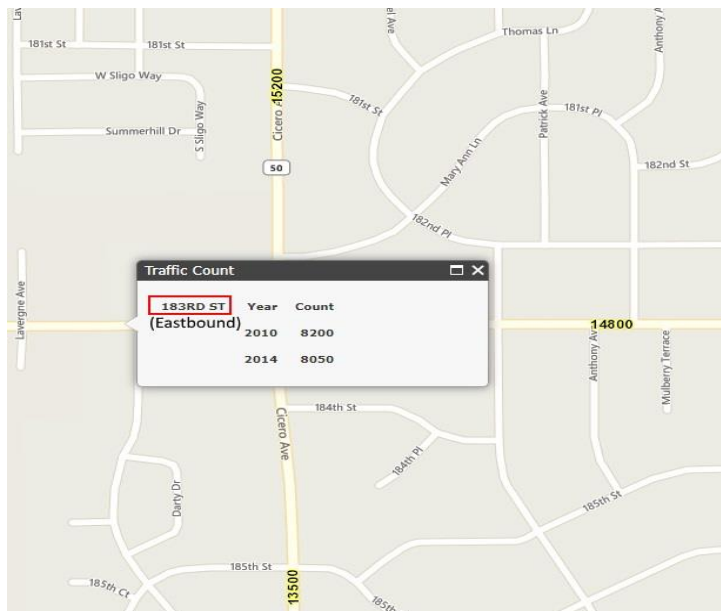 181st St
181st St
W Sligo Way
Summerhill Dr
S Sligo Way
15200
Cicero A
50
181st St
Thomas Ln
Anthony A
Patrick Ave
181st Pl
Mary Ann Ln
182nd St
182nd Pl
Lavergne Ave
Traffic Count
183RD ST Year Count
(Eastbound)
2010 8200
2014 8050
14800
Anthony Av
Mulberry Terrace
184th St
Cicero Ave
184th Pl
Darty Dr
185th St
185th St
185th Ct
13500
185th